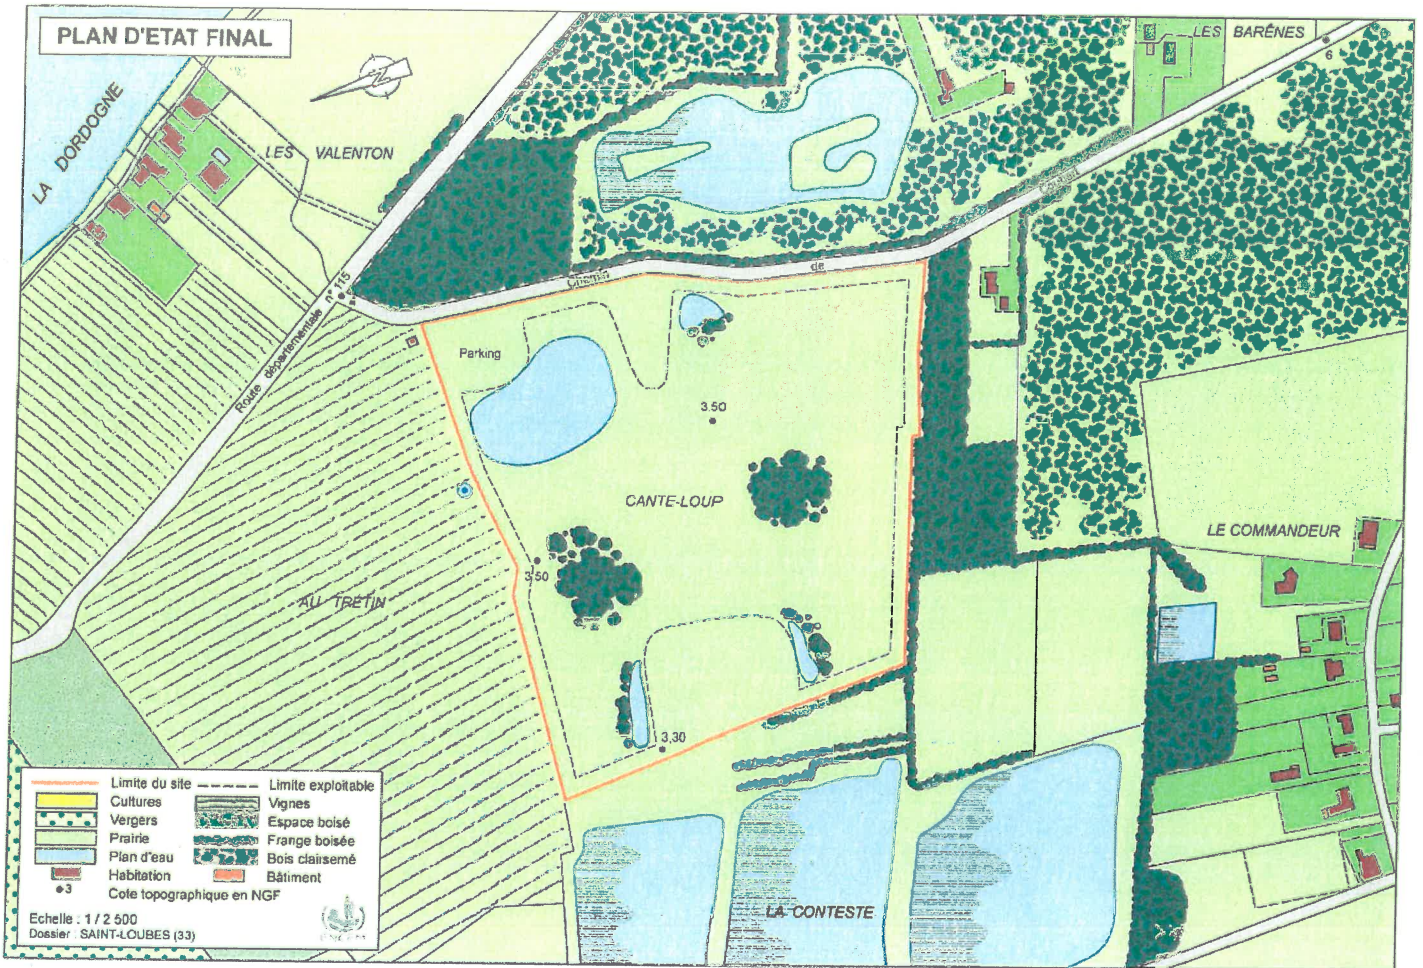 PLAN D'ETAT FINAL
LES BARÈNES
6
LA DORDOGNE
LES VALENTON
Route départementale n° 115
Chemin de
Parking
3.50
CANTE-LOUP
3.50
AU TRETIN
LE COMMANDEUR
3,30
LA CONTESTE
Limite du site
Limite exploitable
Cultures
Vignes
Vergers
Espace boisé
Prairie
Frange boisée
Plan d'eau
Bois clairsemé
Habitation
Bâtiment
3
Cote topographique en NGF
Echelle : 1 / 2 500
Dossier : SAINT-LOUBES (33)